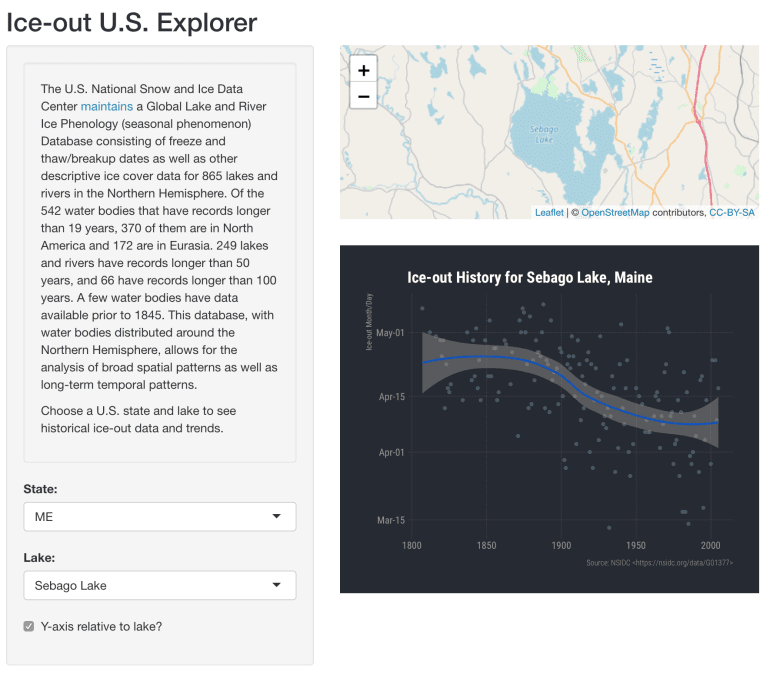 Ice-out U.S. Explorer
The U.S. National Snow and Ice Data
Center maintains a Global Lake and River
Ice Phenology (seasonal phenomenon)
Database consisting of freeze and
thaw/breakup dates as well as other
descriptive ice cover data for 865 lakes and
rivers in the Northern Hemisphere. Of the
542 water bodies that have records longer
than 19 years, 370 of them are in North
America and 172 are in Eurasia. 249 lakes
and rivers have records longer than 50
years, and 66 have records longer than 100
years. A few water bodies have data
available prior to 1845. This database, with
water bodies distributed around the
Northern Hemisphere, allows for the
analysis of broad spatial patterns as well as
long-term temporal patterns.
Choose a U.S. state and lake to see
historical ice-out data and trends.
State:
ME
Lake:
Sebago Lake
Y-axis relative to lake?
+
−
Sebago
Lake
Leaflet | © OpenStreetMap contributors, CC-BY-SA
Ice-out History for Sebago Lake, Maine
Ice-out Month/Day
May-01
Apr-15
Apr-01
Mar-15
1800 1850 1900 1950 2000
Source: NSIDC <https://nsidc.org/data/G01377>